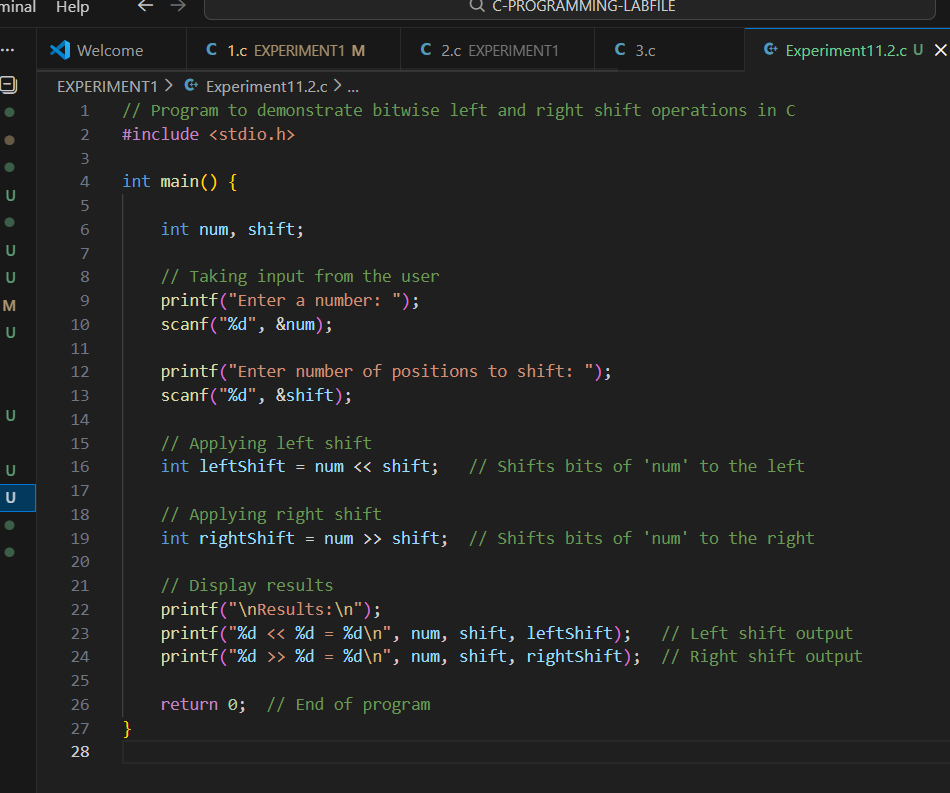 minal Help ← → C-PROGRAMMING-LABFILE
... Welcome C 1.c EXPERIMENT1 M C 2.c EXPERIMENT1 C 3.c Experiment11.2.c U
EXPERIMENT1 > Experiment11.2.c > ...
1 // Program to demonstrate bitwise left and right shift operations in C
2 #include <stdio.h>
3
4 int main() {
5
6 int num, shift;
7
8 // Taking input from the user
9 printf("Enter a number: ");
10 scanf("%d", &num);
11
12 printf("Enter number of positions to shift: ");
13 scanf("%d", &shift);
14
15 // Applying left shift
16 int leftShift = num << shift; // Shifts bits of 'num' to the left
17
18 // Applying right shift
19 int rightShift = num >> shift; // Shifts bits of 'num' to the right
20
21 // Display results
22 printf("\nResults:\n");
23 printf("%d << %d = %d\n", num, shift, leftShift); // Left shift output
24 printf("%d >> %d = %d\n", num, shift, rightShift); // Right shift output
25
26 return 0; // End of program
27 }
28
U
U
U
M
U
U
U
U